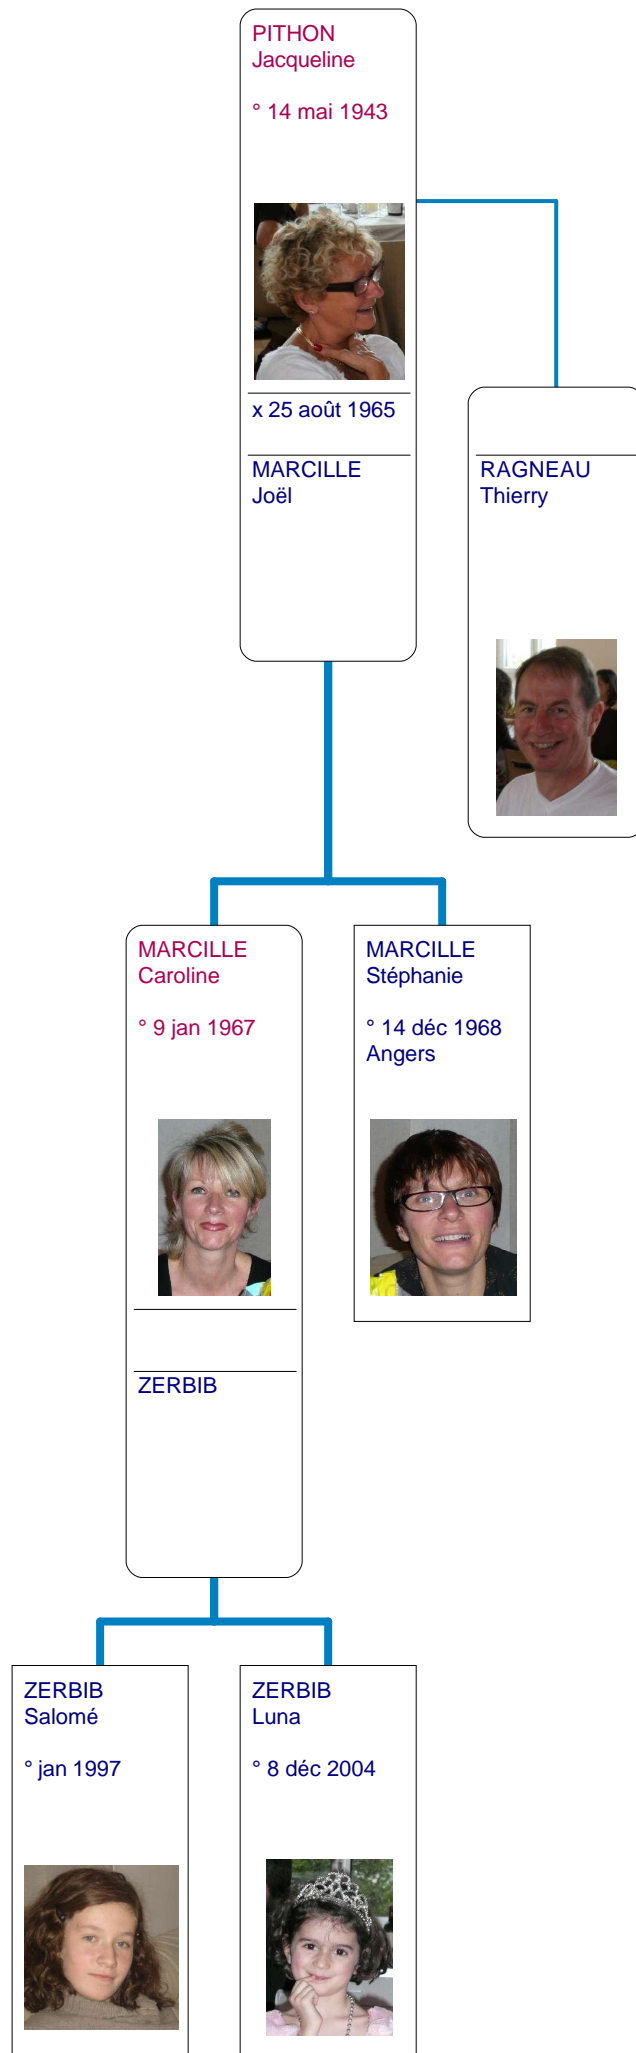 PITHON
Jacqueline
° 14 mai 1943
x 25 août 1965
MARCILLE
Joël
RAGNEAU
Thierry
MARCILLE
Caroline
° 9 jan 1967
ZERBIB
MARCILLE
Stéphanie
° 14 déc 1968
Angers
ZERBIB
Salomé
° jan 1997
ZERBIB
Luna
° 8 déc 2004